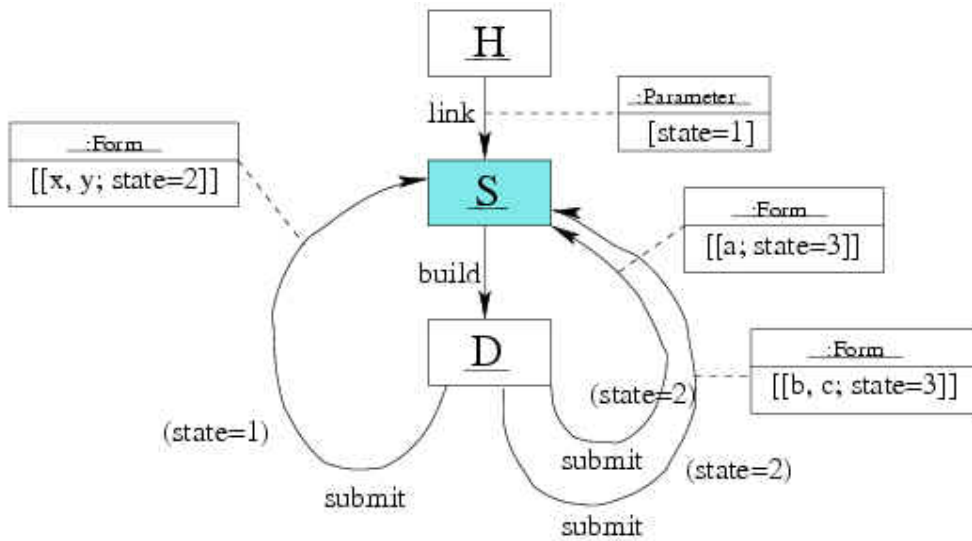 H
:Parameter
[state=1]
link
:Form
[[x, y; state=2]]
S
:Form
[[a; state=3]]
build
D
:Form
[[b, c; state=3]]
(state=2)
(state=1)
submit
(state=2)
submit
submit